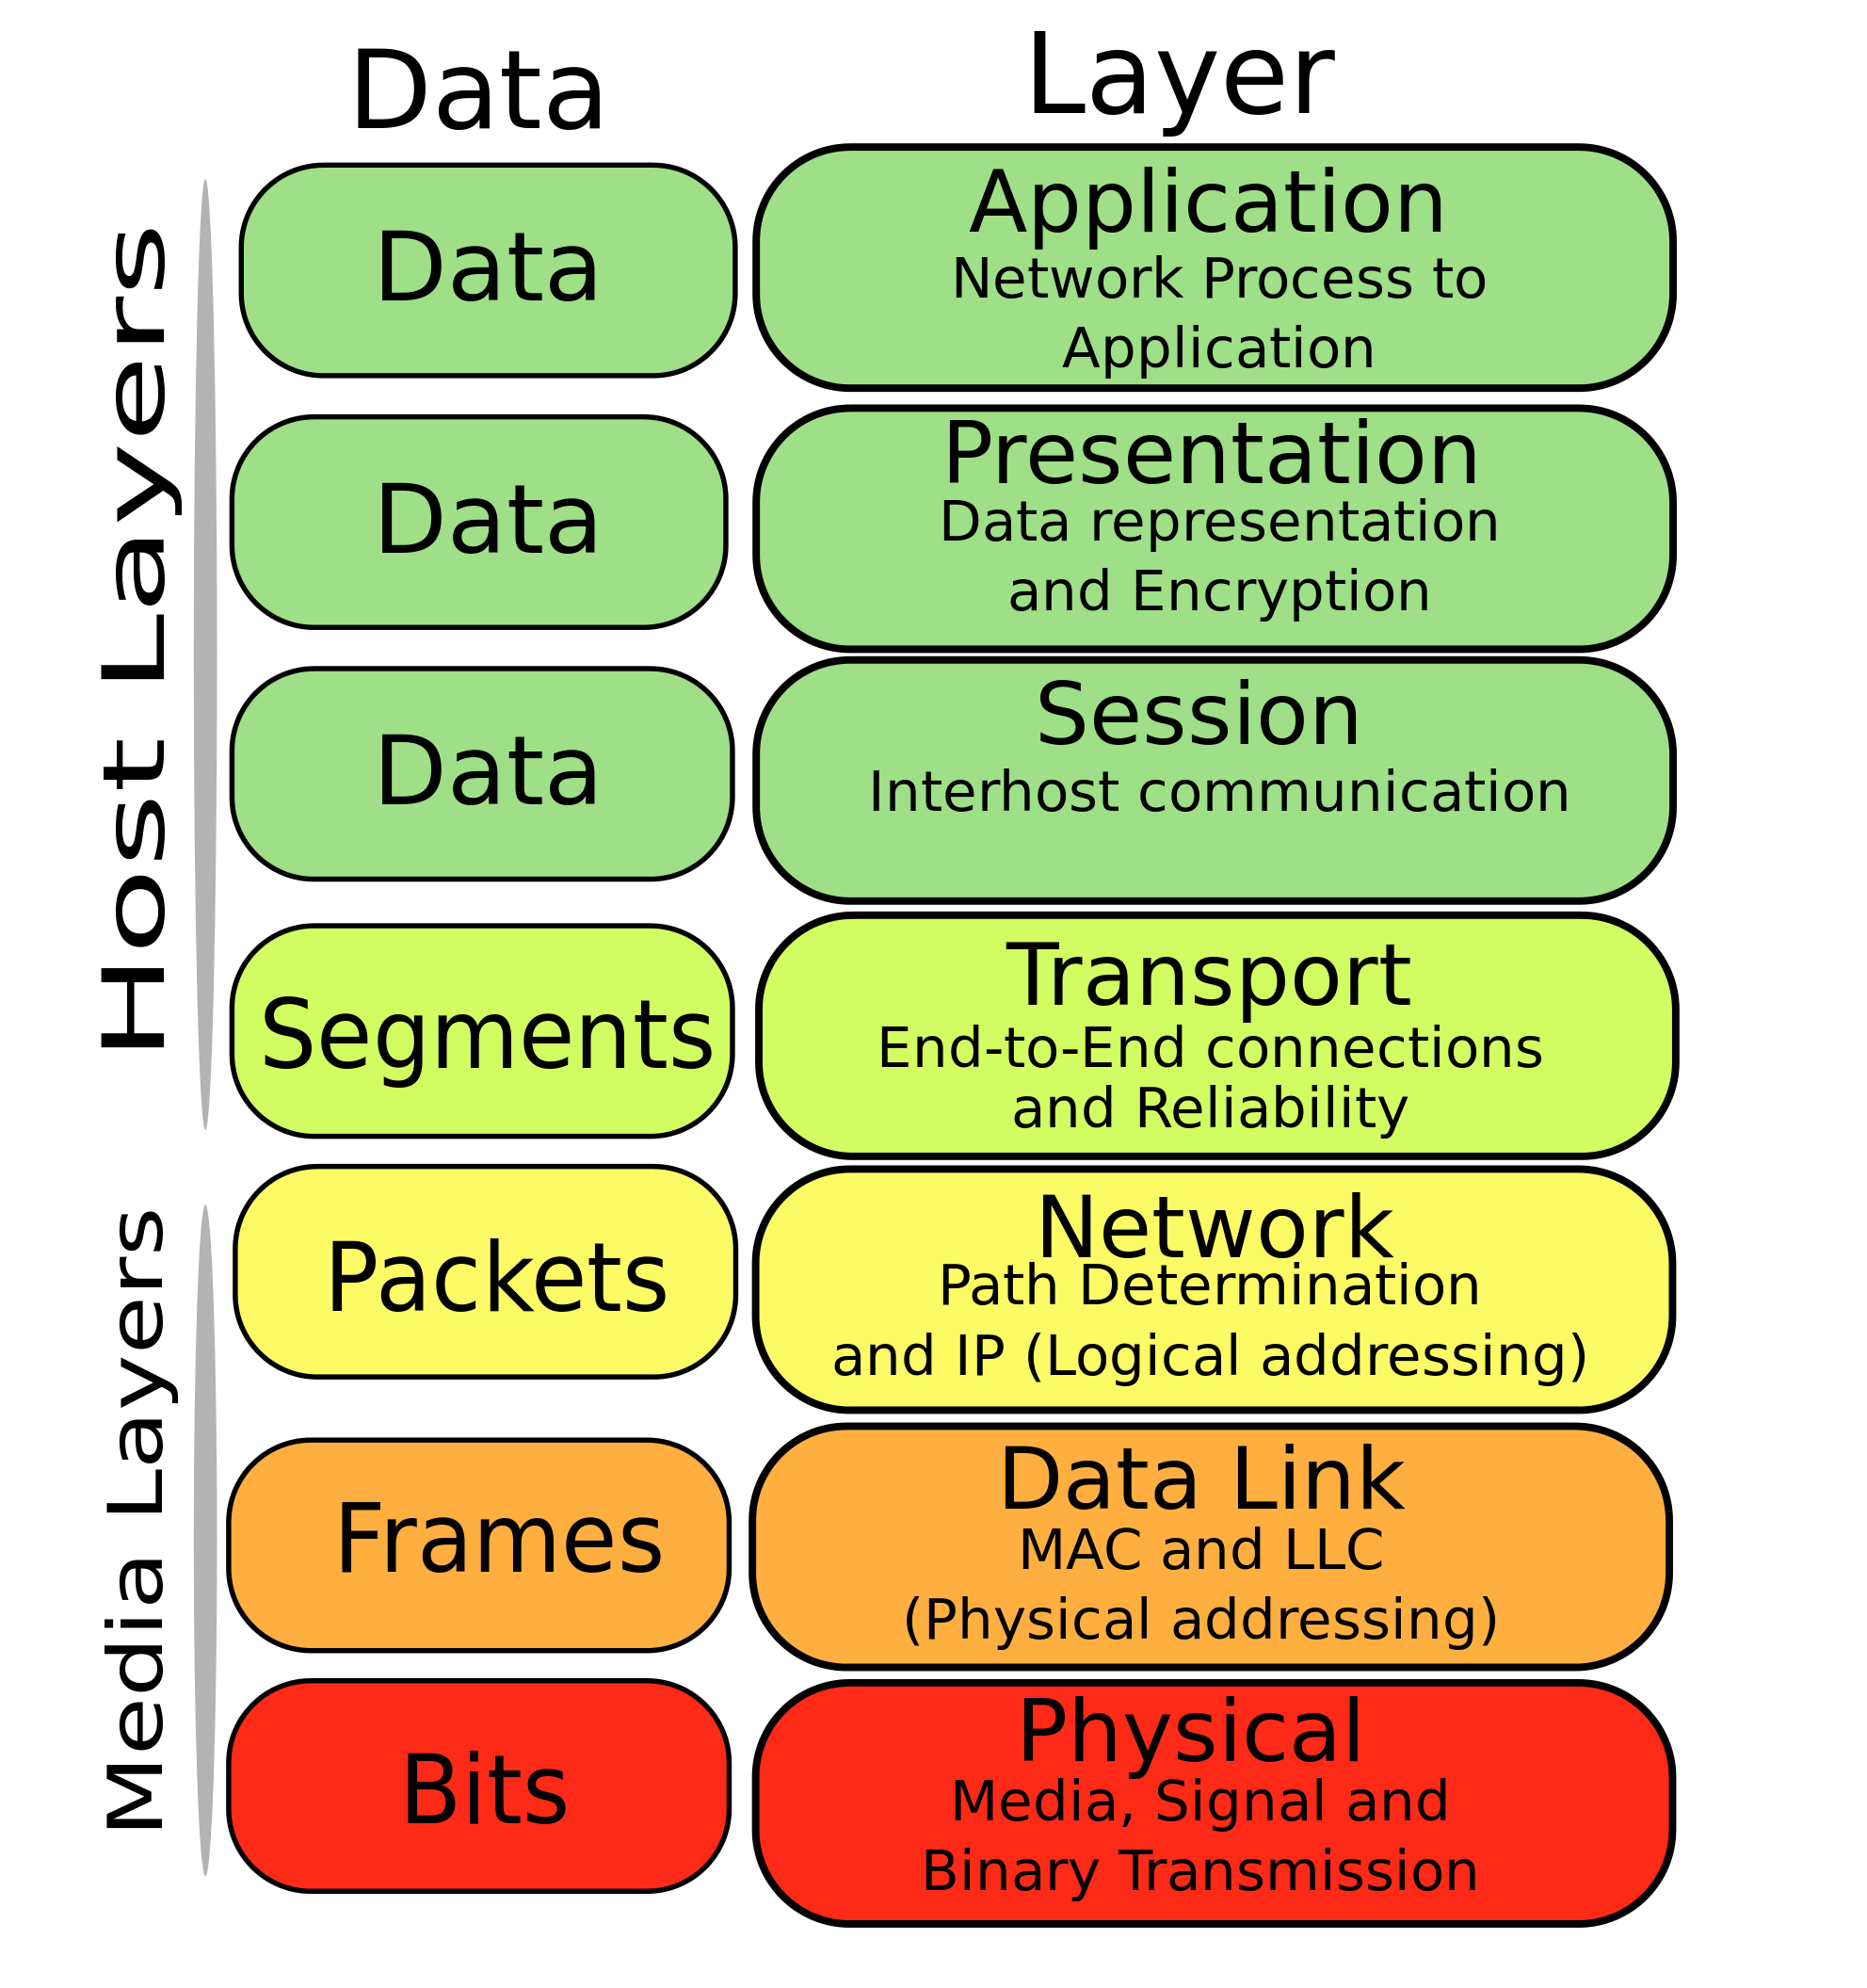 Data
Layer
Host Layers
Data
Application
Network Process to
Application
Data
Presentation
Data representation
and Encryption
Data
Session
Interhost communication
Segments
Transport
End-to-End connections
and Reliability
Media Layers
Packets
Network
Path Determination
and IP (Logical addressing)
Frames
Data Link
MAC and LLC
(Physical addressing)
Bits
Physical
Media, Signal and
Binary Transmission